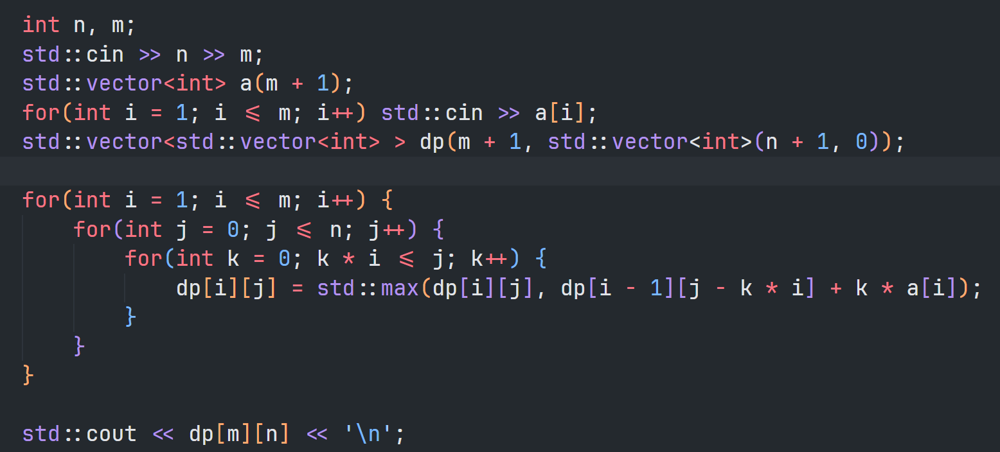 int n, m;
std::cin >> n >> m;
std::vector<int> a(m + 1);
for(int i = 1; i <= m; i++) std::cin >> a[i];
std::vector<std::vector<int> > dp(m + 1, std::vector<int>(n + 1, 0));
for(int i = 1; i <= m; i++) {
for(int j = 0; j <= n; j++) {
for(int k = 0; k * i <= j; k++) {
dp[i][j] = std::max(dp[i][j], dp[i - 1][j - k * i] + k * a[i]);
}
}
}
std::cout << dp[m][n] << '\n';